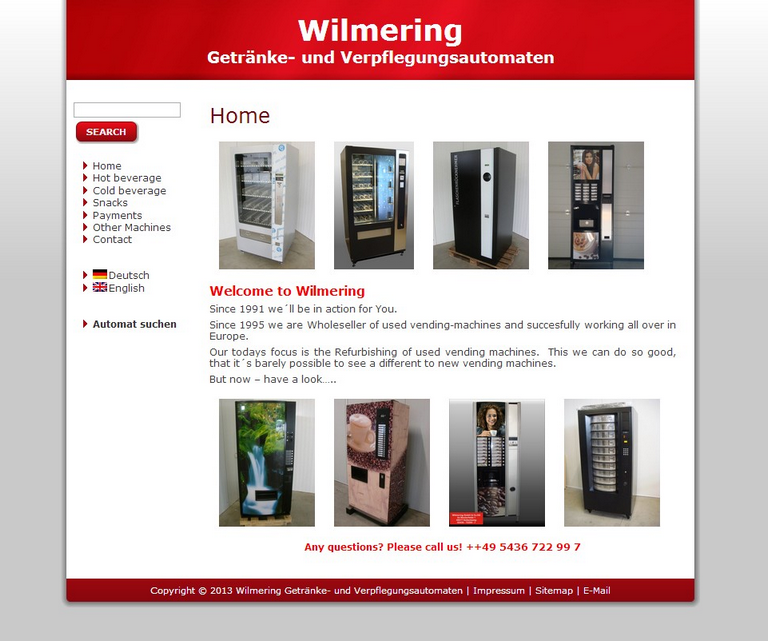 Wilmering
Getränke- und Verpflegungsautomaten
SEARCH
Home
Hot beverage
Cold beverage
Snacks
Payments
Other Machines
Contact
Deutsch
English
Automat suchen
Home
Welcome to Wilmering
Since 1991 we´ll be in action for You.
Since 1995 we are Wholeseller of used vending-machines and succesfully working all over in
Europe.
Our todays focus is the Refurbishing of used vending machines.  This we can do so good,
that it´s barely possible to see a different to new vending machines.
But now – have a look…..
Any questions? Please call us! ++49 5436 722 99 7
Copyright © 2013 Wilmering Getränke- und Verpflegungsautomaten | Impressum | Sitemap | E-Mail